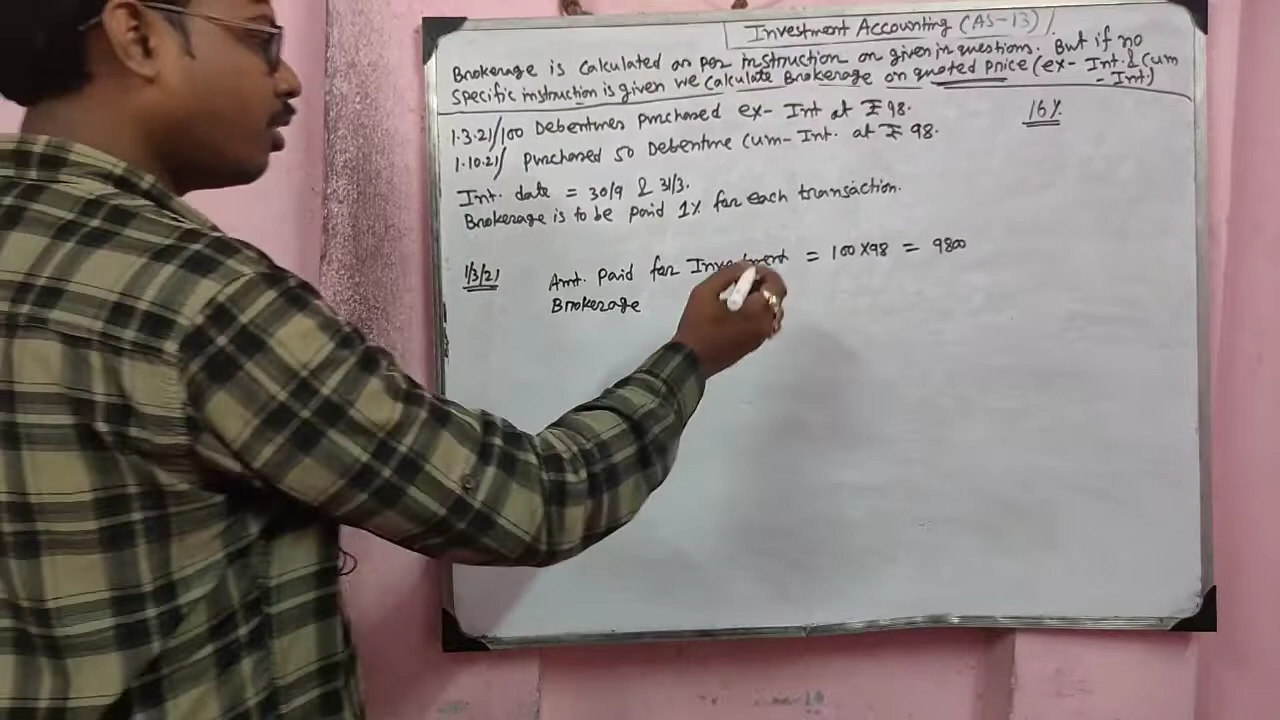 Investment Accounting (AS-13)
Brokerage is calculated as per instruction as given in questions. But if no
specific instruction is given we calculate Brokerage on quoted price (ex-Int. & cum
-Int.)
1.3.21/ 100 Debentures purchased ex-Int at ₹98. 16%
1.10.21/ purchased 50 Debenture cum-Int. at ₹98.
Int. date = 30/9 & 31/3.
Brokerage is to be paid 1% for each transaction.
1/3/21 Amt. paid for Investment = 100x98 = 9800
Brokerage